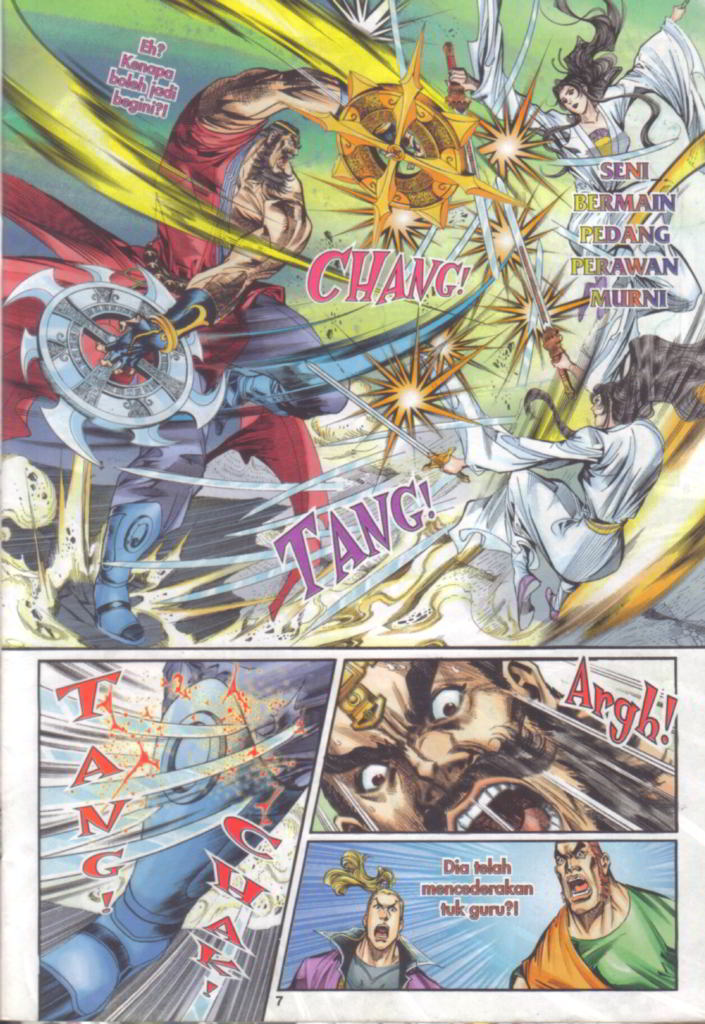 Eh?
Kenapa
boleh jadi
begini?!
SENI
BERMAIN
PEDANG
PERAWAN
MURNI
CHANG!
TANG!
TANG!
CHAK!
Argh!
Dia telah
mencederakan
tuk guru?!
7